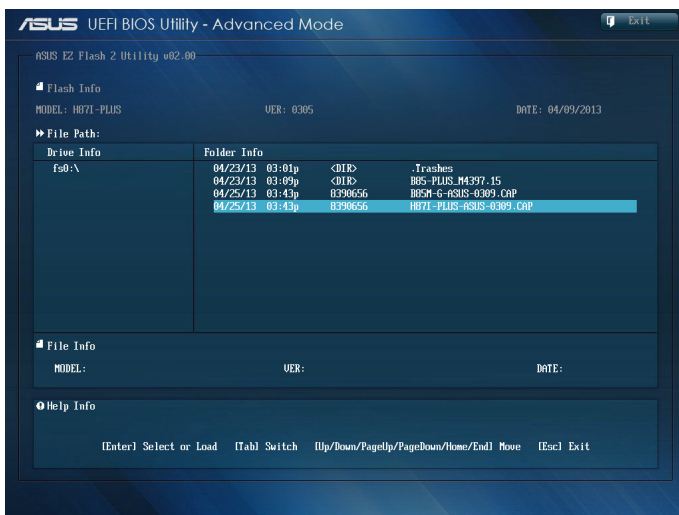 ASUS UEFI BIOS Utility - Advanced Mode
Exit
ASUS EZ Flash 2 Utility v02.00
Flash Info
MODEL: H87I-PLUS VER: 0305 DATE: 04/09/2013
File Path:
Drive Info Folder Info
fs0:\ 04/23/13 03:01p <DIR> .Trashes
04/23/13 03:09p <DIR> B85-PLUS_M4397.15
04/25/13 03:43p 8390656 B85M-G-ASUS-0309.CAP
04/25/13 03:43p 8390656 H87I-PLUS-ASUS-0309.CAP
File Info
MODEL: VER: DATE:
Help Info
[Enter] Select or Load [Tab] Switch [Up/Down/PageUp/PageDown/Home/End] Move [Esc] Exit